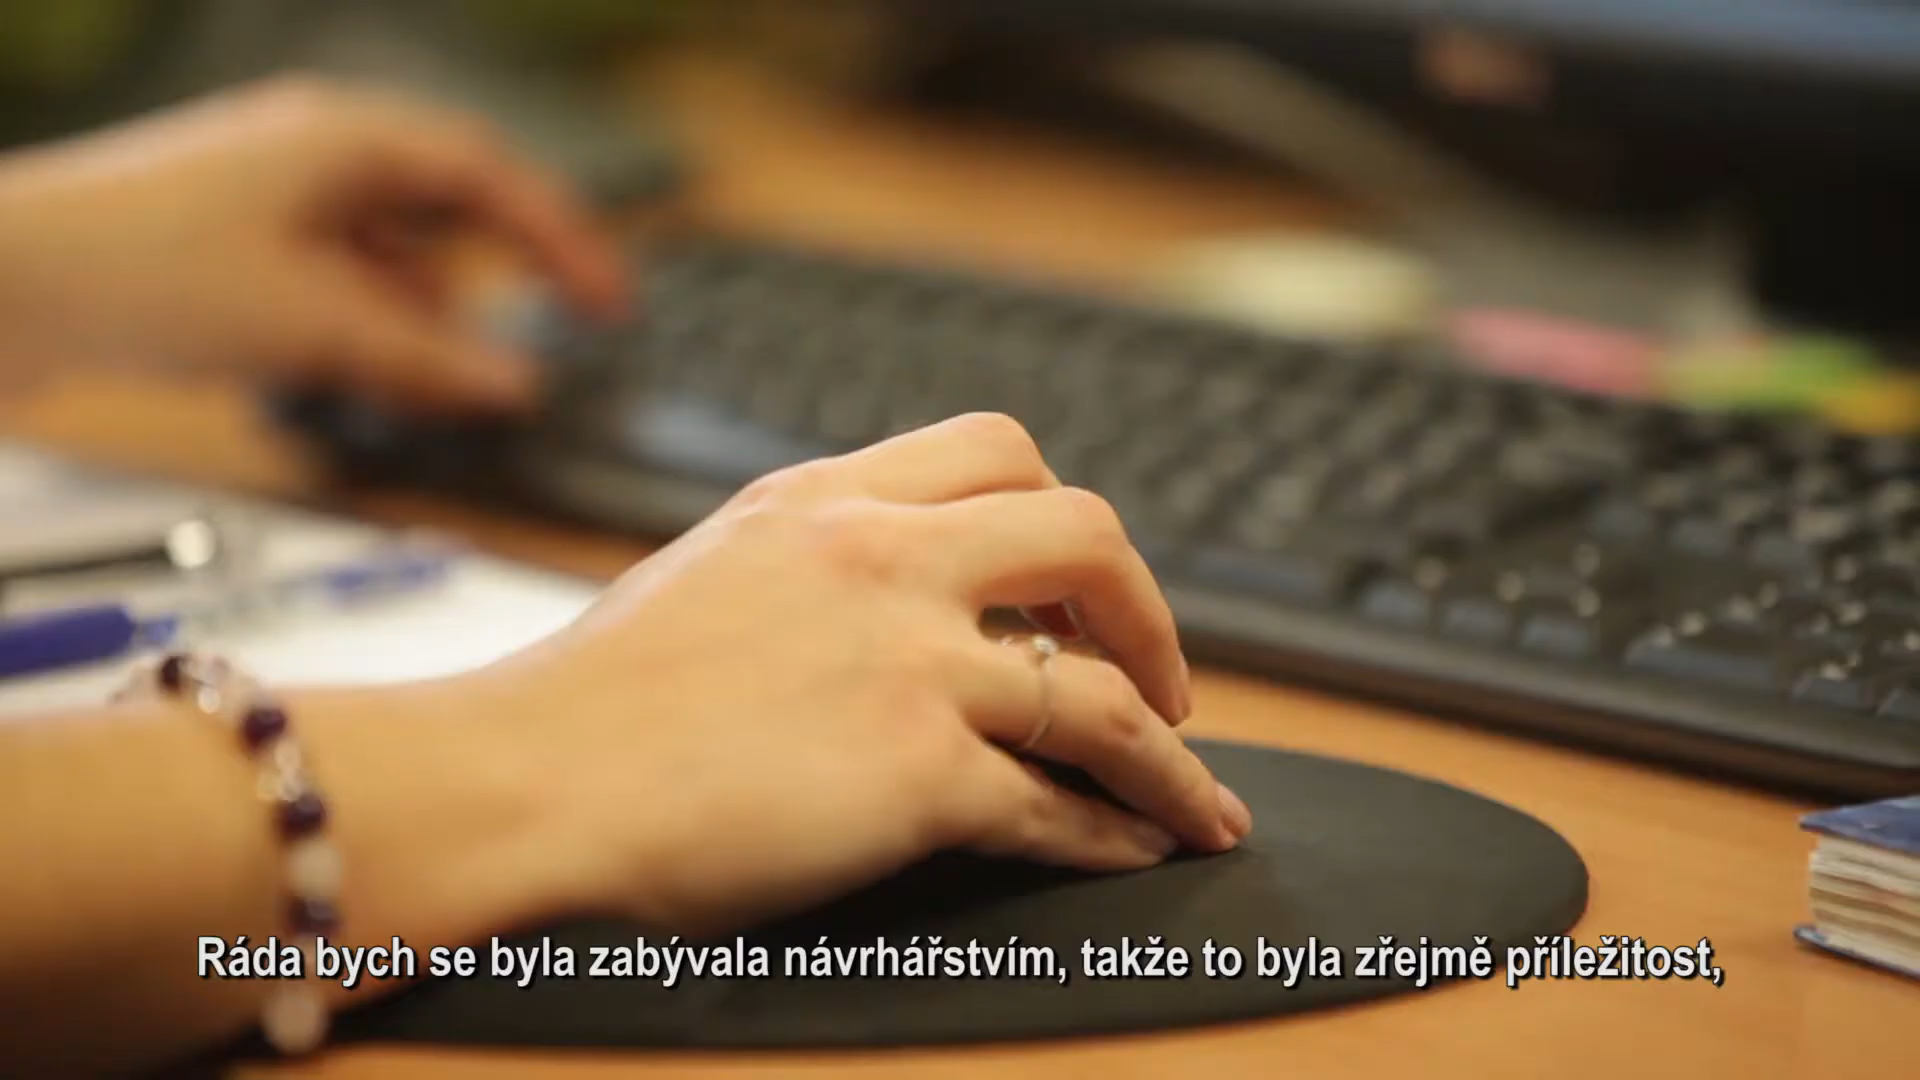 Ráda bych se byla zabývala návrhářstvím, takže to byla zřejmě příležitost,